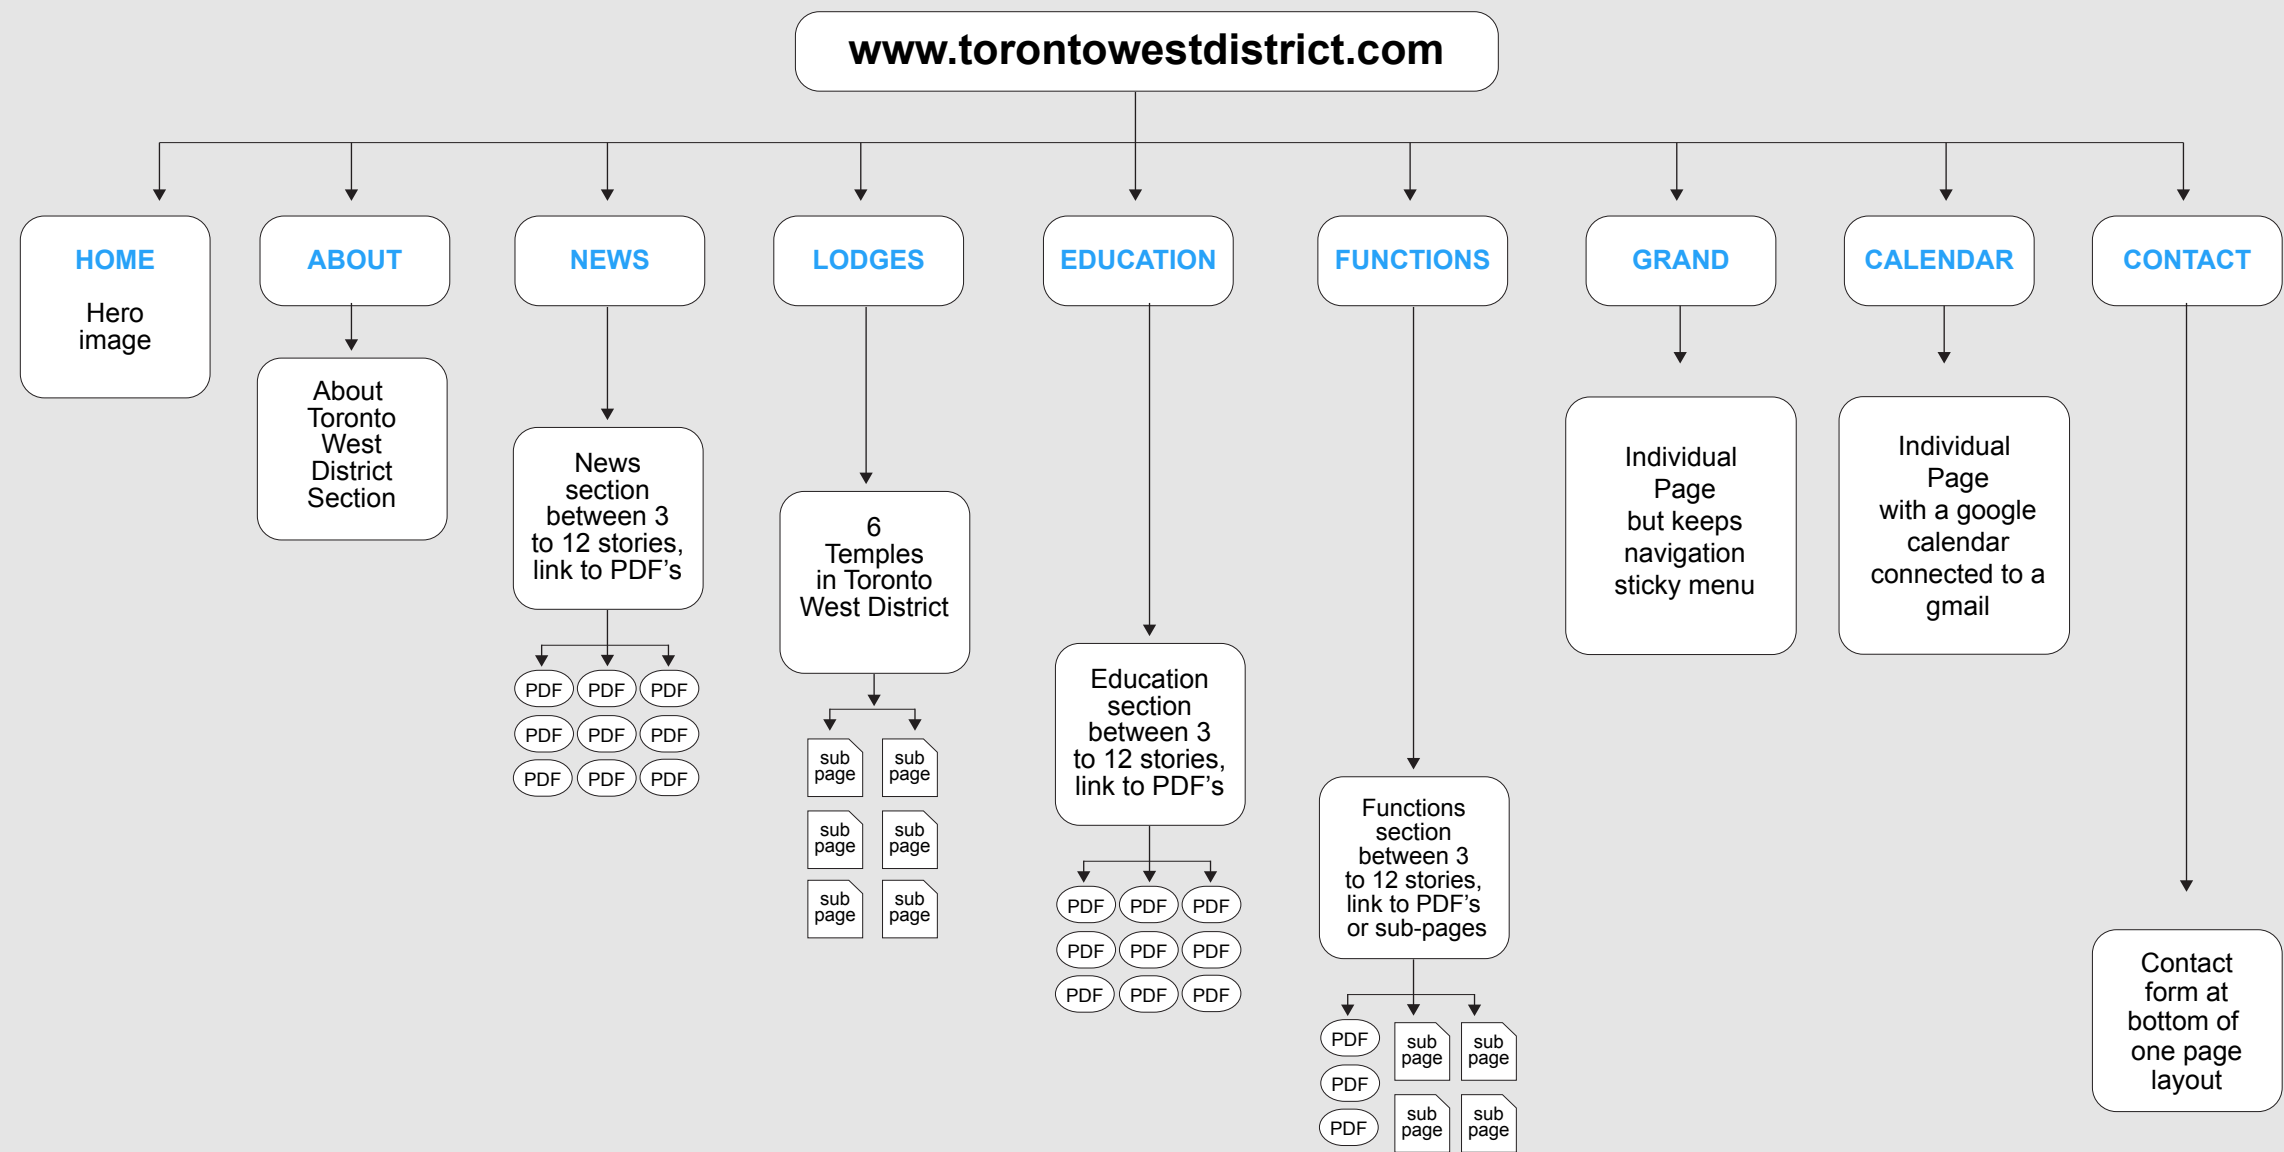 www.torontowestdistrict.com
HOME
Hero
image
ABOUT
About
Toronto
West
District
Section
NEWS
News
section
between 3
to 12 stories,
link to PDF’s
PDF PDF PDF
PDF PDF PDF
PDF PDF PDF
LODGES
6
Temples
in Toronto
West District
sub
page
sub
page
sub
page
sub
page
sub
page
sub
page
EDUCATION
Education
section
between 3
to 12 stories,
link to PDF’s
PDF PDF PDF
PDF PDF PDF
PDF PDF PDF
FUNCTIONS
Functions
section
between 3
to 12 stories,
link to PDF’s
or sub-pages
PDF
PDF
PDF
sub
page
sub
page
sub
page
sub
page
GRAND
Individual
Page
but keeps
navigation
sticky menu
CALENDAR
Individual
Page
with a google
calendar
connected to a
gmail
CONTACT
Contact
form at
bottom of
one page
layout